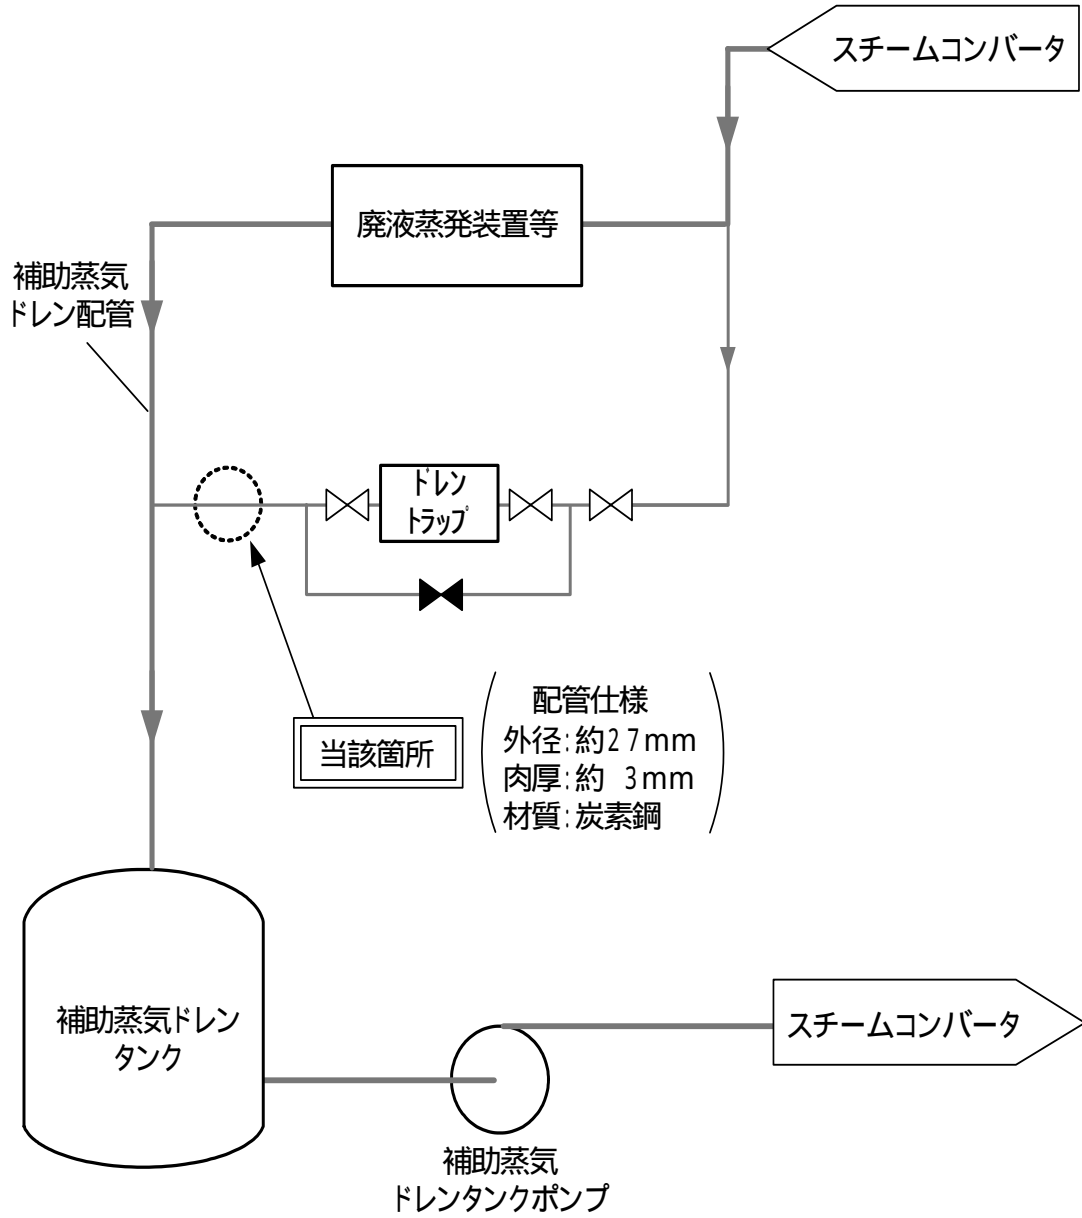 スチームコンバータ
廃液蒸発装置等
補助蒸気
ドレン配管
ドレン
トラップ
配管仕様
外径:約27mm
肉厚:約 3mm
材質:炭素鋼
当該箇所
補助蒸気ドレン
タンク
スチームコンバータ
補助蒸気
ドレンタンクポンプ